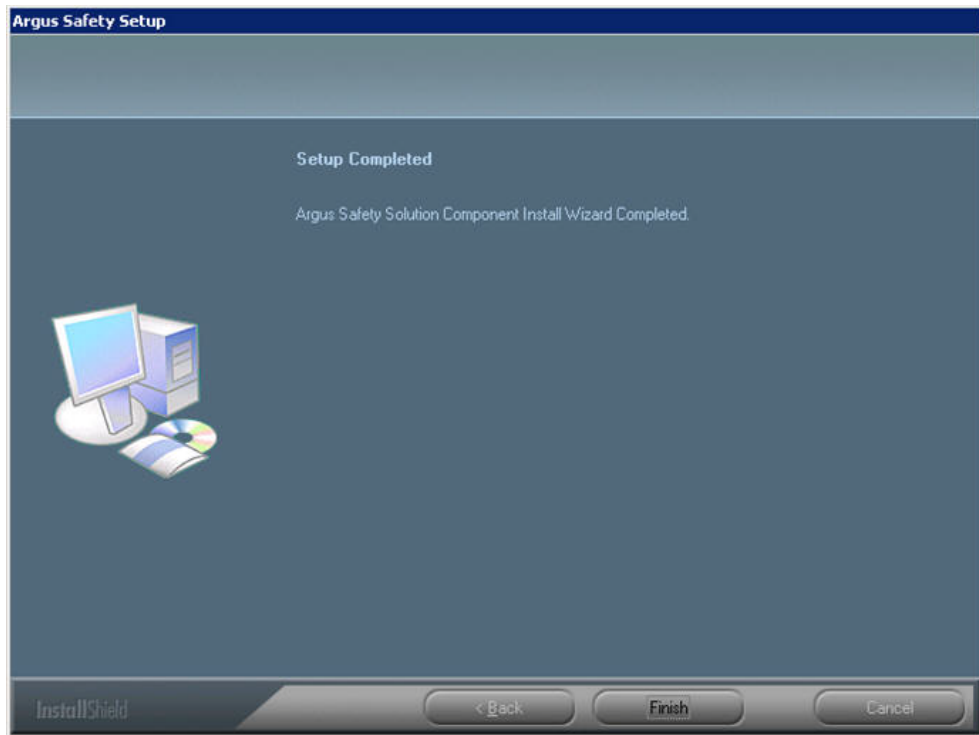 Argus Safety Setup
Setup Completed
Argus Safety Solution Component Install Wizard Completed.
InstallShield
< Back
Finish
Cancel